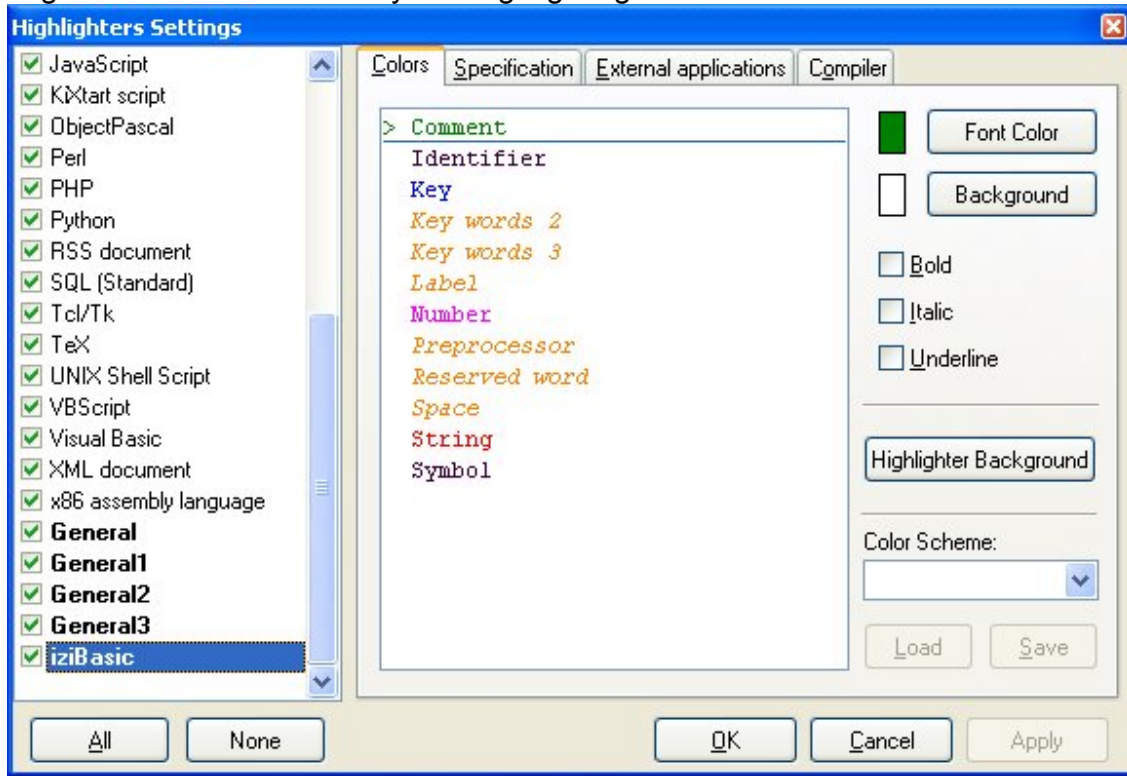 Highlighters Settings
JavaScript
KiXtart script
ObjectPascal
Perl
PHP
Python
RSS document
SQL (Standard)
Tcl/Tk
TeX
UNIX Shell Script
VBScript
Visual Basic
XML document
x86 assembly language
General
General1
General2
General3
iziBasic
All
None
Colors
Specification
External applications
Compiler
> Comment
Identifier
Key
Key words 2
Key words 3
Label
Number
Preprocessor
Reserved word
Space
String
Symbol
Font Color
Background
Bold
Italic
Underline
Highlighter Background
Color Scheme:
Load
Save
OK
Cancel
Apply